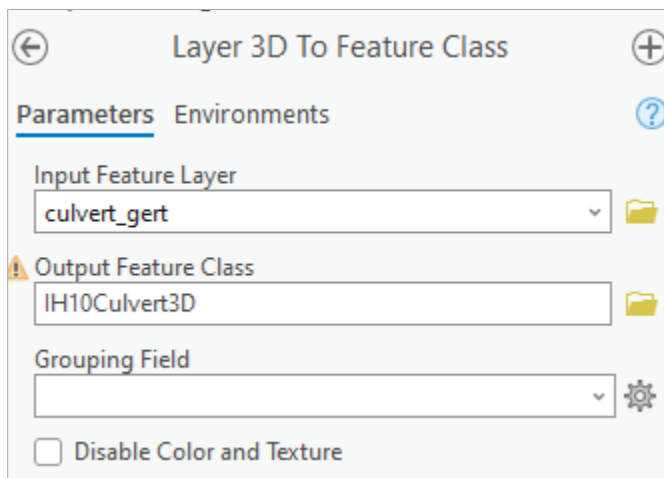 Layer 3D To Feature Class
Parameters Environments
Input Feature Layer
culvert_gert
Output Feature Class
IH10Culvert3D
Grouping Field
Disable Color and Texture